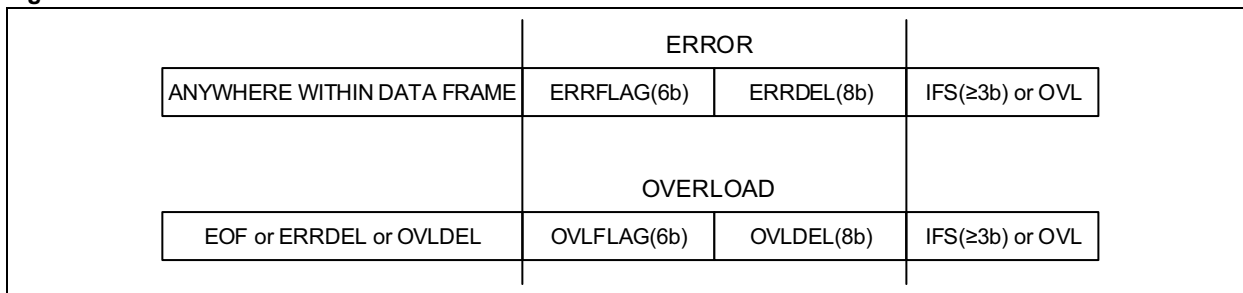 ERROR
ANYWHERE WITHIN DATA FRAME ERRFLAG(6b) ERRDEL(8b) IFS(≥3b) or OVL
OVERLOAD
EOF or ERRDEL or OVLDEL OVLFLAG(6b) OVLDEL(8b) IFS(≥3b) or OVL